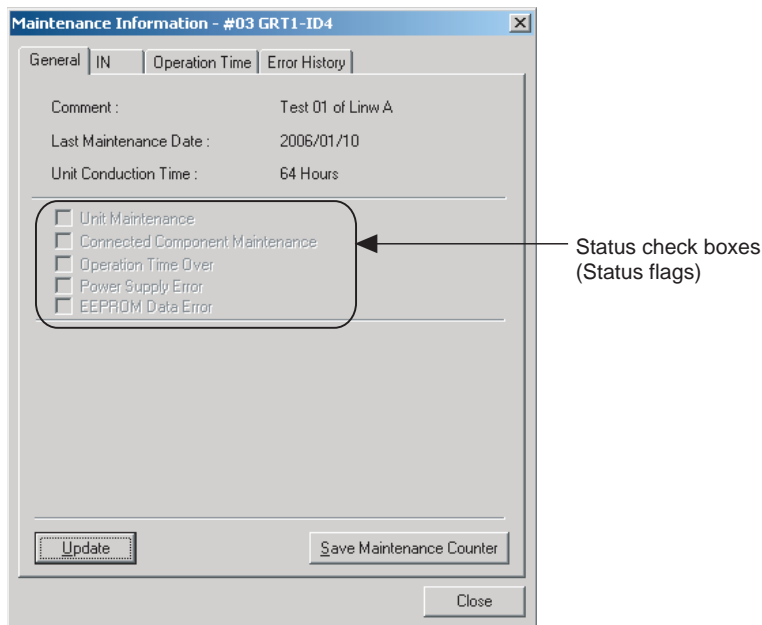 Maintenance Information - #03 GRT1-ID4
General IN Operation Time Error History
Comment : Test 01 of Linw A
Last Maintenance Date : 2006/01/10
Unit Conduction Time : 64 Hours
Unit Maintenance
Connected Component Maintenance
Operation Time Over
Power Supply Error
EEPROM Data Error
Status check boxes
(Status flags)
Update Save Maintenance Counter
Close